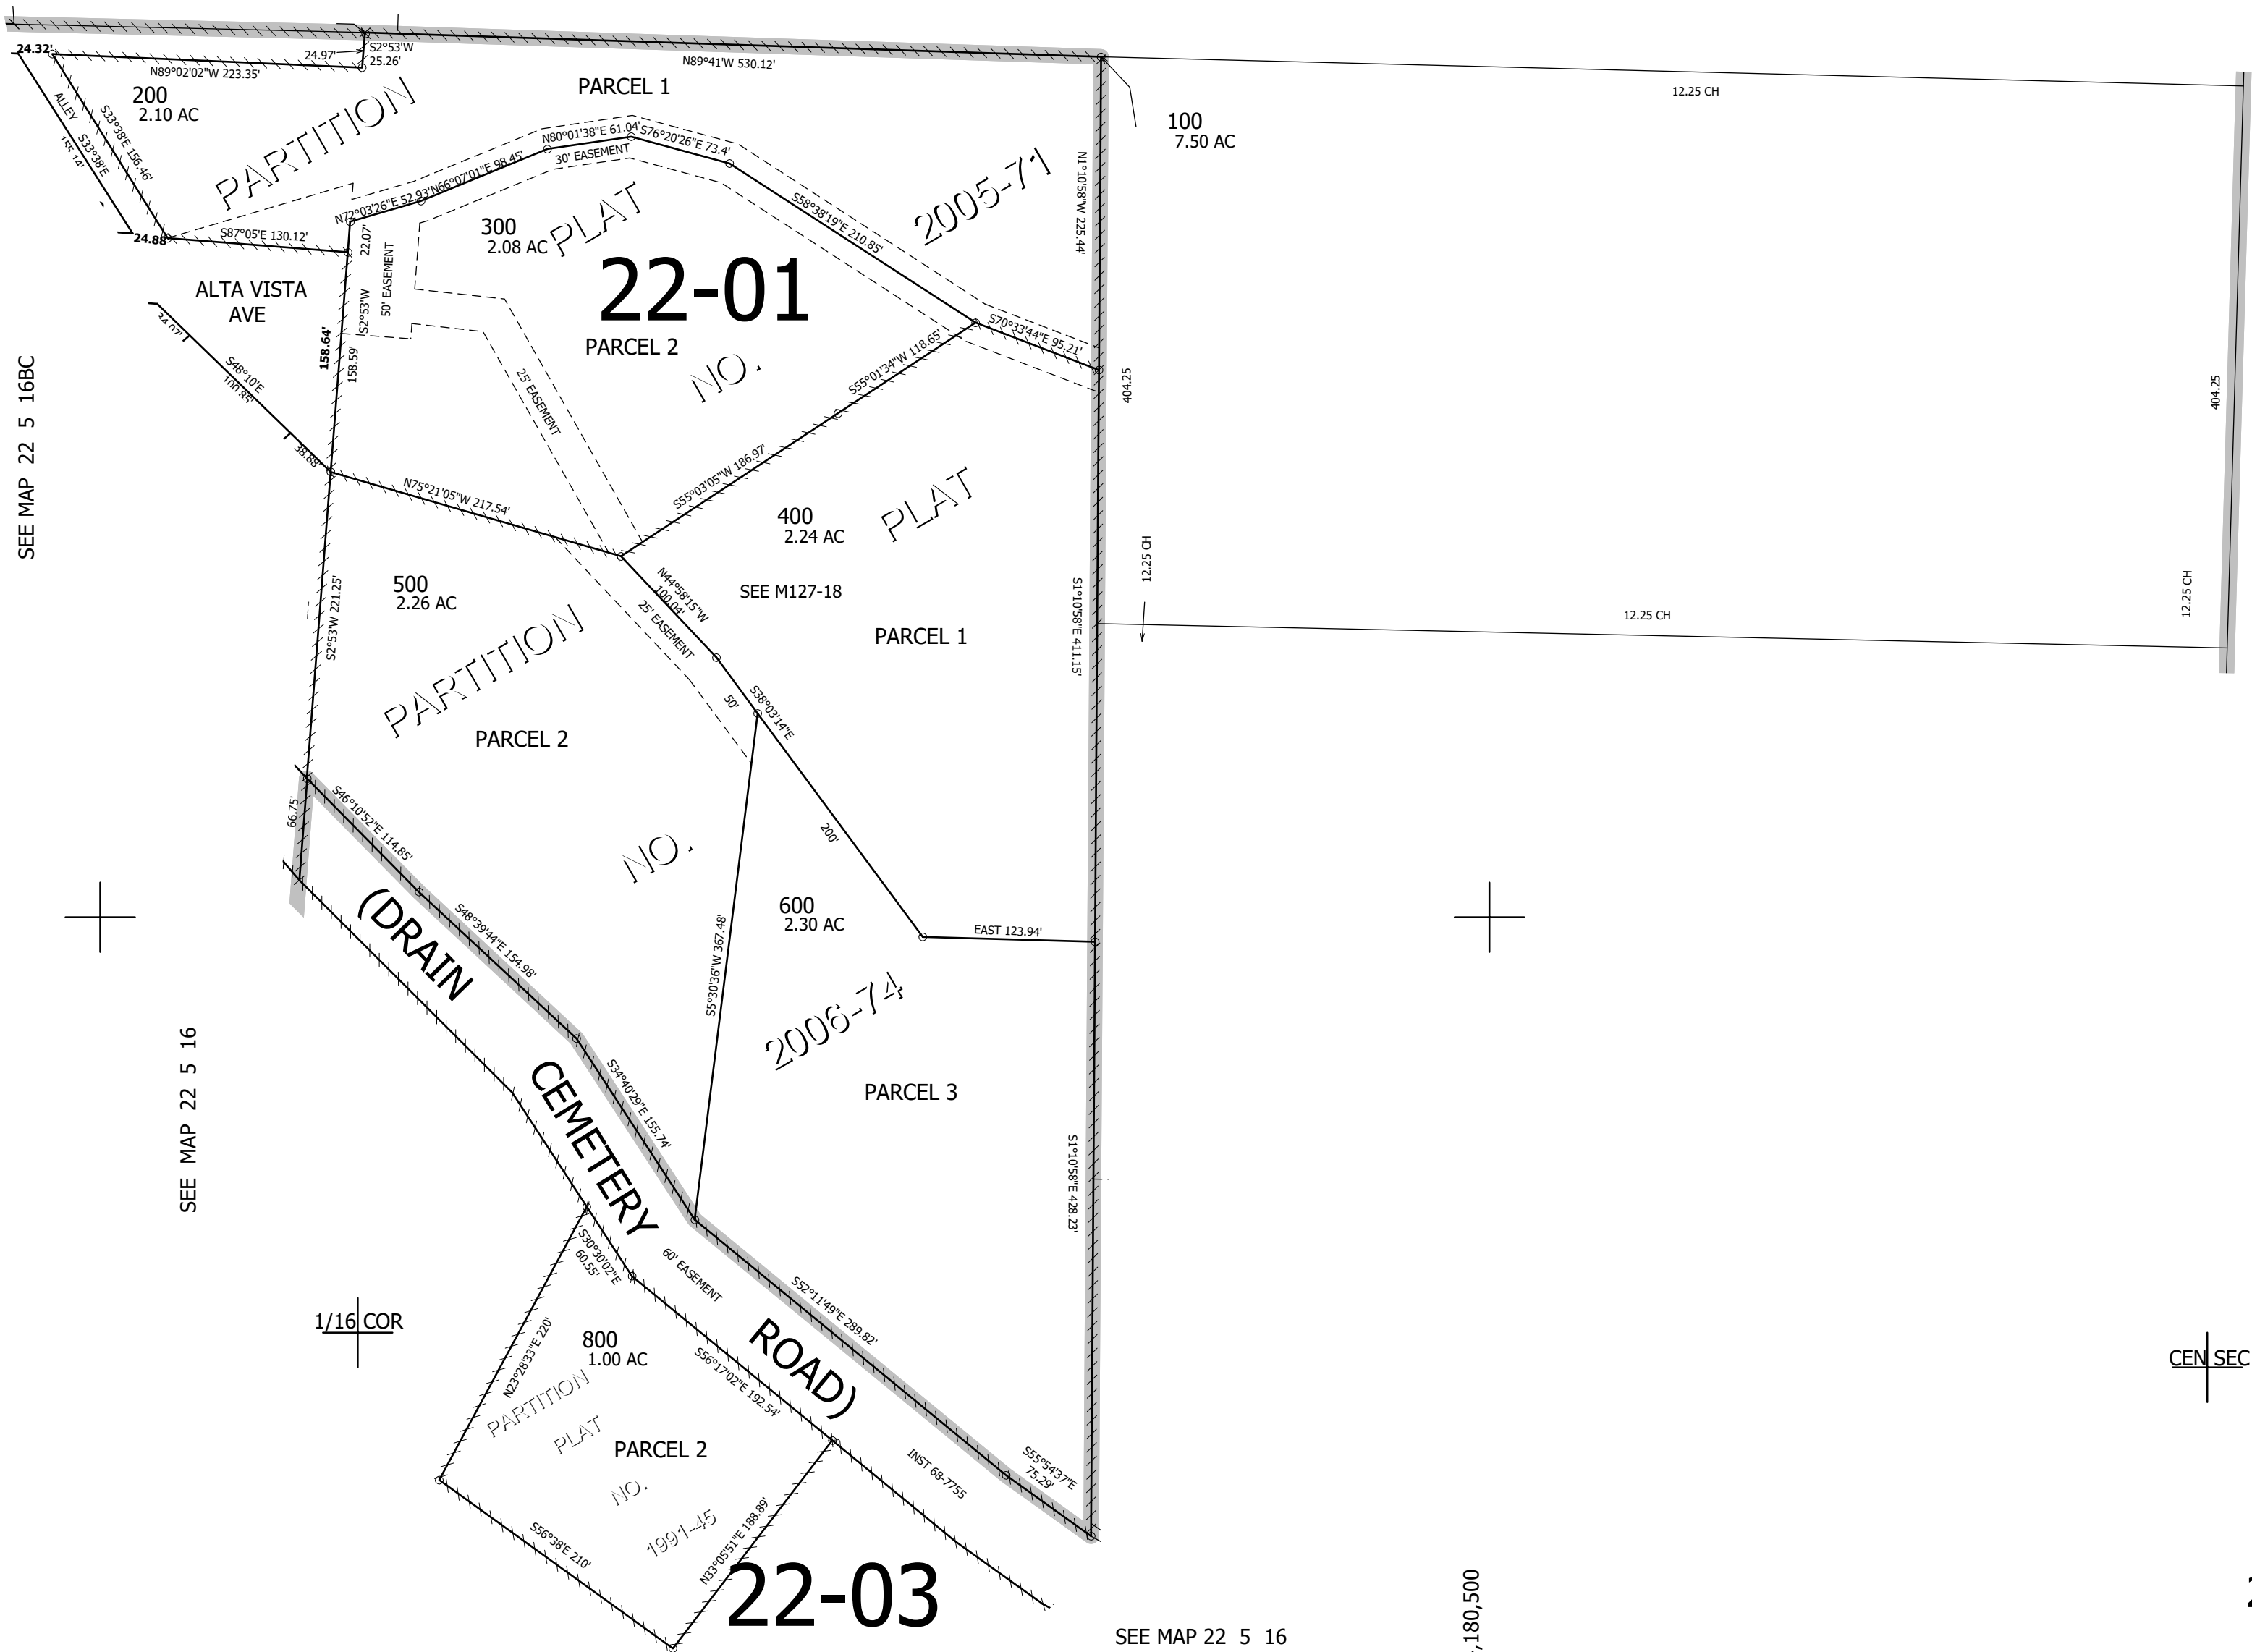 24.32'
24.97'
S2°53'W
25.26'
N89°02'02"W 223.35'
N89°41'W 530.12'
PARCEL 1
12.25 CH
200
2.10 AC
100
7.50 AC
ALLEY
S33°38'E
155.14'
S33°38'E 156.46'
PARTITION
N80°01'38"E 61.04'
S76°20'26"E 73.4'
30' EASEMENT
N66°07'01"E 98.45'
N72°03'26"E 52.93'
PLAT
2005-71
N1°10'58"W 225.44'
S58°38'19"E 210.85'
24.88'
S87°05'E 130.12'
22.07'
300
2.08 AC
22-01
S2°53'W
50' EASEMENT
ALTA VISTA
AVE
34.07'
158.64'
158.59'
PARCEL 2
NO.
S70°33'44"E 95.21'
S55°01'34"W 118.65'
S48°10'E
100.85'
38.88'
25' EASEMENT
404.25
404.25
SEE MAP 22 5 16BC
N75°21'05"W 217.54'
S55°03'05"W 186.97'
400
2.24 AC
PLAT
500
2.26 AC
SEE M127-18
N44°58'15"W
100.04'
25' EASEMENT
PARCEL 1
12.25 CH
12.25 CH
12.25 CH
S1°10'58"E 411.15'
S2°53'W 221.25'
PARTITION
50'
S38°03'14"E
PARCEL 2
66.75'
S46°10'52"E 114.85'
200'
NO.
600
2.30 AC
EAST 123.94'
S48°39'44"E 154.98'
(DRAIN
S5°30'36"W 367.48'
2006-74
SEE MAP 22 5 16
S34°40'29"E 155.74'
CEMETERY
PARCEL 3
S1°10'58"E 428.23'
S30°30'02"E
60.55'
60' EASEMENT
S52°11'49"E 289.82'
1/16 COR
CEN SEC
800
1.00 AC
N23°28'33"E 220'
ROAD)
S56°17'02"E 192.54'
PARTITION
PLAT
PARCEL 2
NO.
1991-45
INST 68-7755
S55°54'37"E
75.29'
S56°38'E 210'
N33°05'51"E 188.89'
22-03
SEE MAP 22 5 16
,180,500